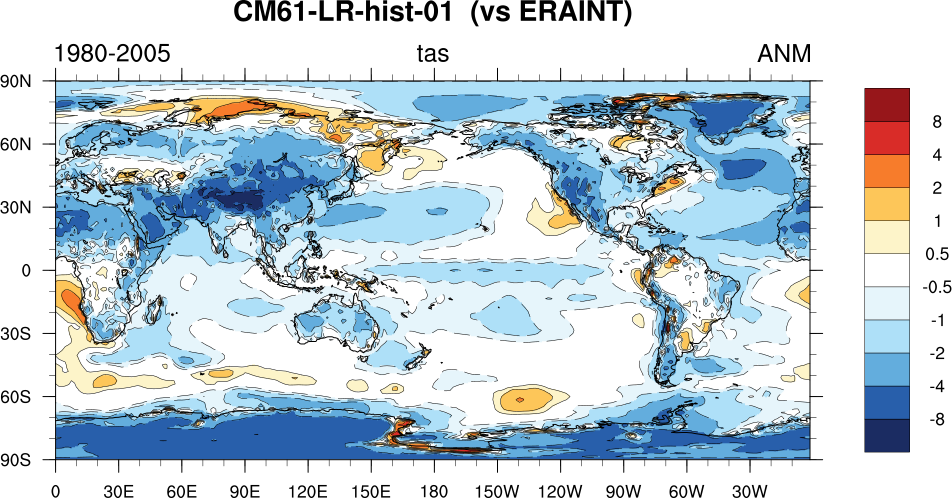 CM61-LR-hist-01 (vs ERAINT)
1980-2005 tas ANM
90N
60N
30N
0
30S
60S
90S
0 30E 60E 90E 120E 150E 180 150W 120W 90W 60W 30W
8
4
2
1
0.5
-0.5
-1
-2
-4
-8